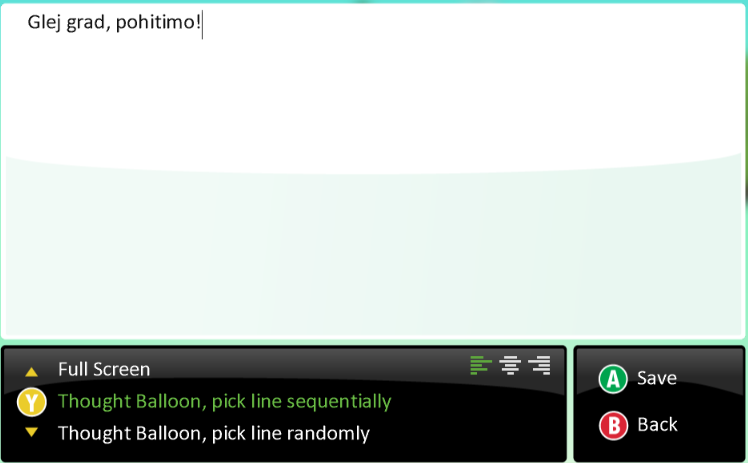 Glej grad, pohitimo!
Full Screen
Y Thought Balloon, pick line sequentially
Thought Balloon, pick line randomly
A Save
B Back